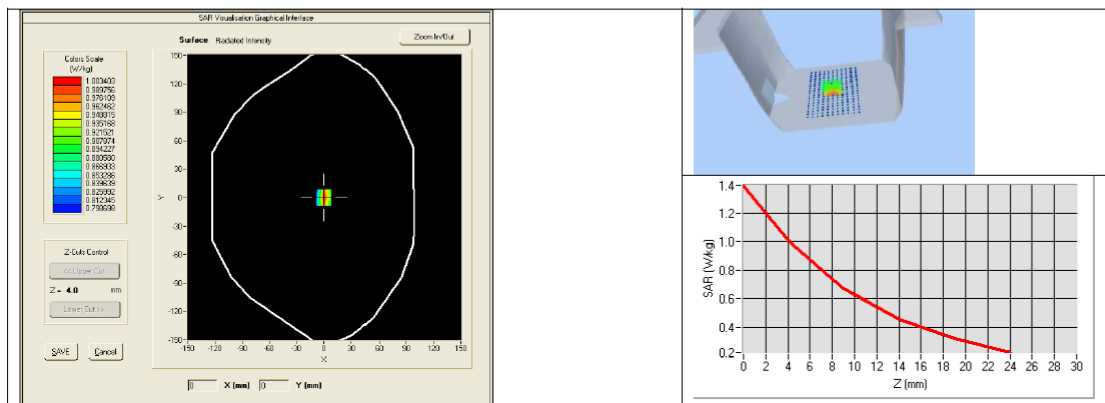 SAR Visualisation Graphical Interface
Surface Radiated Intensity
Zoom In/Out
Colors Scale
(W/kg)
1.003403
0.989756
0.976109
0.962462
0.948815
0.935168
0.921521
0.907874
0.894227
0.880580
0.866933
0.853286
0.839639
0.825992
0.812345
0.798698
Z-Cuts Control
<< Upper Cut
Z = 4.0 mm
Lower Cut >>
SAVE Cancel
150
120
90
60
30
0
-30
-60
-90
-120
-150
Y
-150 -120 -90 -60 -30 0 30 60 90 120 150
X
0 X (mm) 0 Y (mm)
1.4
1.2
1.0
0.8
0.6
0.4
0.2
SAR (W/kg)
0 2 4 6 8 10 12 14 16 18 20 22 24 26 28 30
Z (mm)